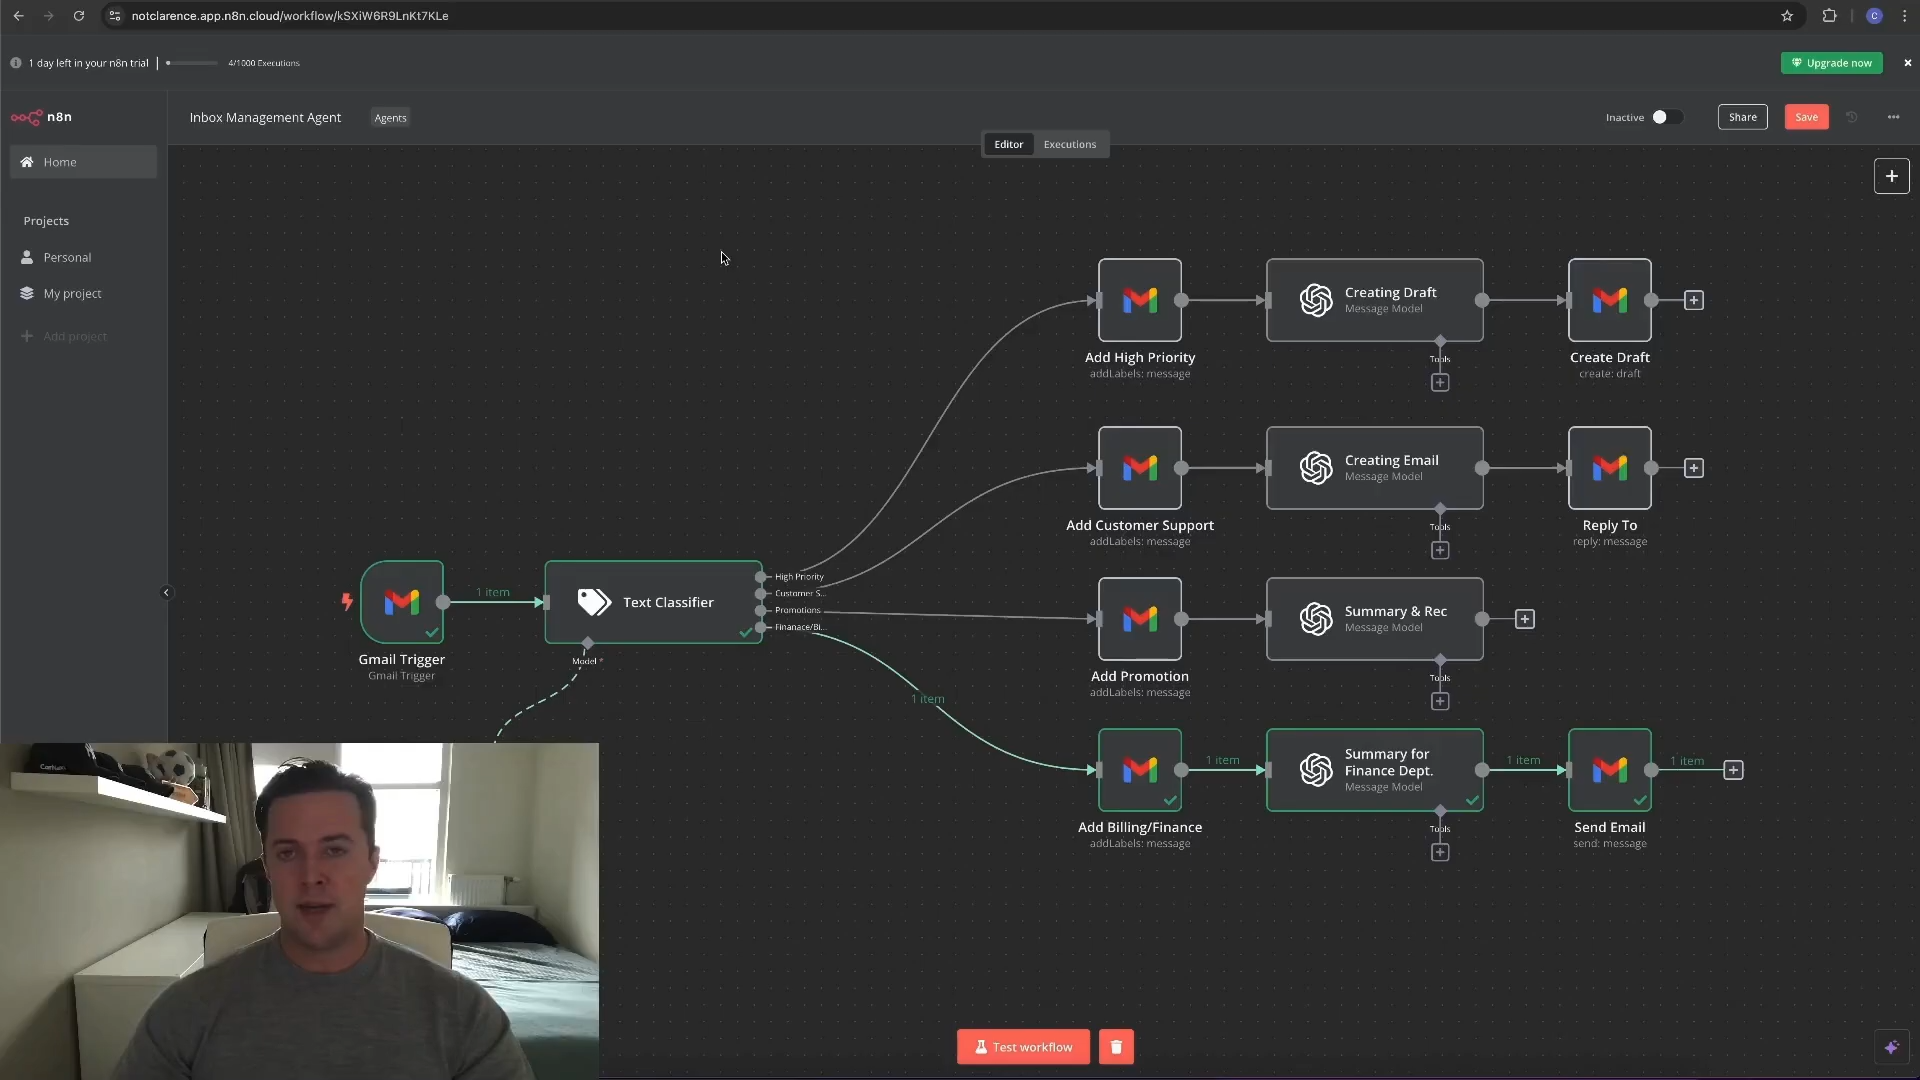 notclarence.app.n8n.cloud/workflow/kSXiW6R9LnKt7KLe
C
1 day left in your n8n trial
4/1000 Executions
Upgrade now
n8n
Inbox Management Agent
Agents
Inactive
Share
Save
Editor
Executions
Home
Projects
Personal
My project
Add project
Add High Priority
addLabels: message
Creating Draft
Message Model
Tools
Create Draft
create: draft
Add Customer Support
addLabels: message
Creating Email
Message Model
Tools
Reply To
reply: message
Gmail Trigger
Gmail Trigger
1 item
Text Classifier
Model *
High Priority
Customer S...
Promotions
Finanace/Bi...
Add Promotion
addLabels: message
Summary & Rec
Message Model
Tools
1 item
Add Billing/Finance
addLabels: message
1 item
Summary for
Finance Dept.
Message Model
Tools
1 item
Send Email
send: message
1 item
Test workflow